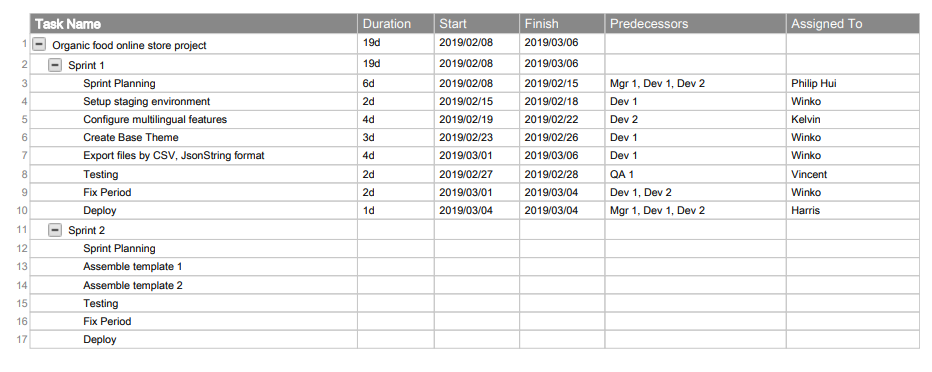 Task Name Duration Start Finish Predecessors Assigned To
1 Organic food online store project 19d 2019/02/08 2019/03/06
2 Sprint 1 19d 2019/02/08 2019/03/06
3 Sprint Planning 6d 2019/02/08 2019/02/15 Mgr 1, Dev 1, Dev 2 Philip Hui
4 Setup staging environment 2d 2019/02/15 2019/02/18 Dev 1 Winko
5 Configure multilingual features 4d 2019/02/19 2019/02/22 Dev 2 Kelvin
6 Create Base Theme 3d 2019/02/23 2019/02/26 Dev 1 Winko
7 Export files by CSV, JsonString format 4d 2019/03/01 2019/03/06 Dev 1 Winko
8 Testing 2d 2019/02/27 2019/02/28 QA 1 Vincent
9 Fix Period 2d 2019/03/01 2019/03/04 Dev 1, Dev 2 Winko
10 Deploy 1d 2019/03/04 2019/03/04 Mgr 1, Dev 1, Dev 2 Harris
11 Sprint 2
12 Sprint Planning
13 Assemble template 1
14 Assemble template 2
15 Testing
16 Fix Period
17 Deploy